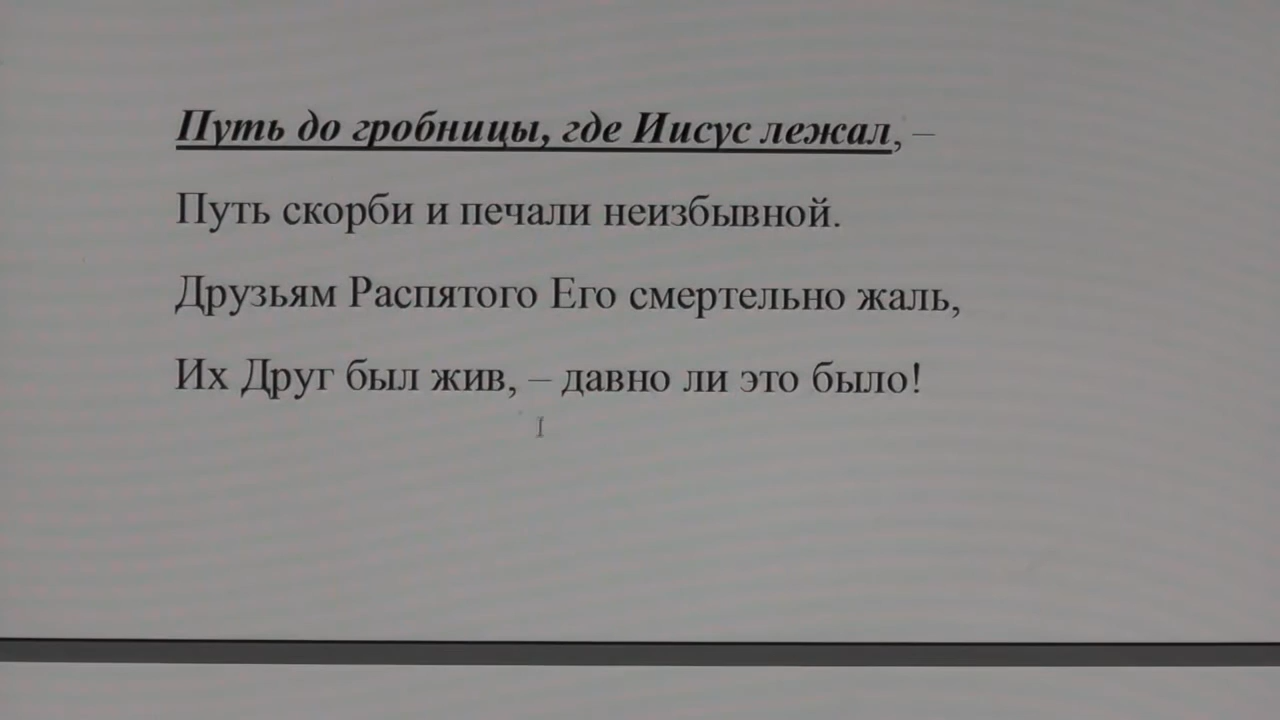 Путь до гробницы, где Иисус лежал, –
Путь скорби и печали неизбывной.
Друзьям Распятого Его смертельно жаль,
Их Друг был жив, – давно ли это было!